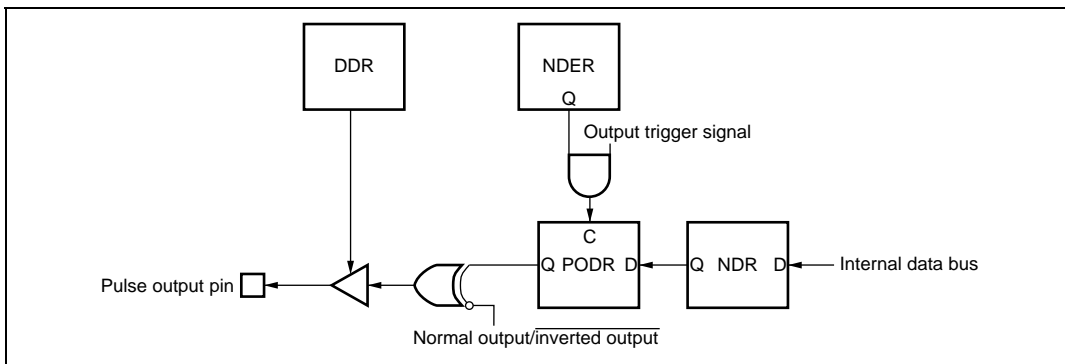 DDR
NDER
Q
Output trigger signal
C
Q PODR D
Q NDR D
Internal data bus
Pulse output pin
Normal output/inverted output